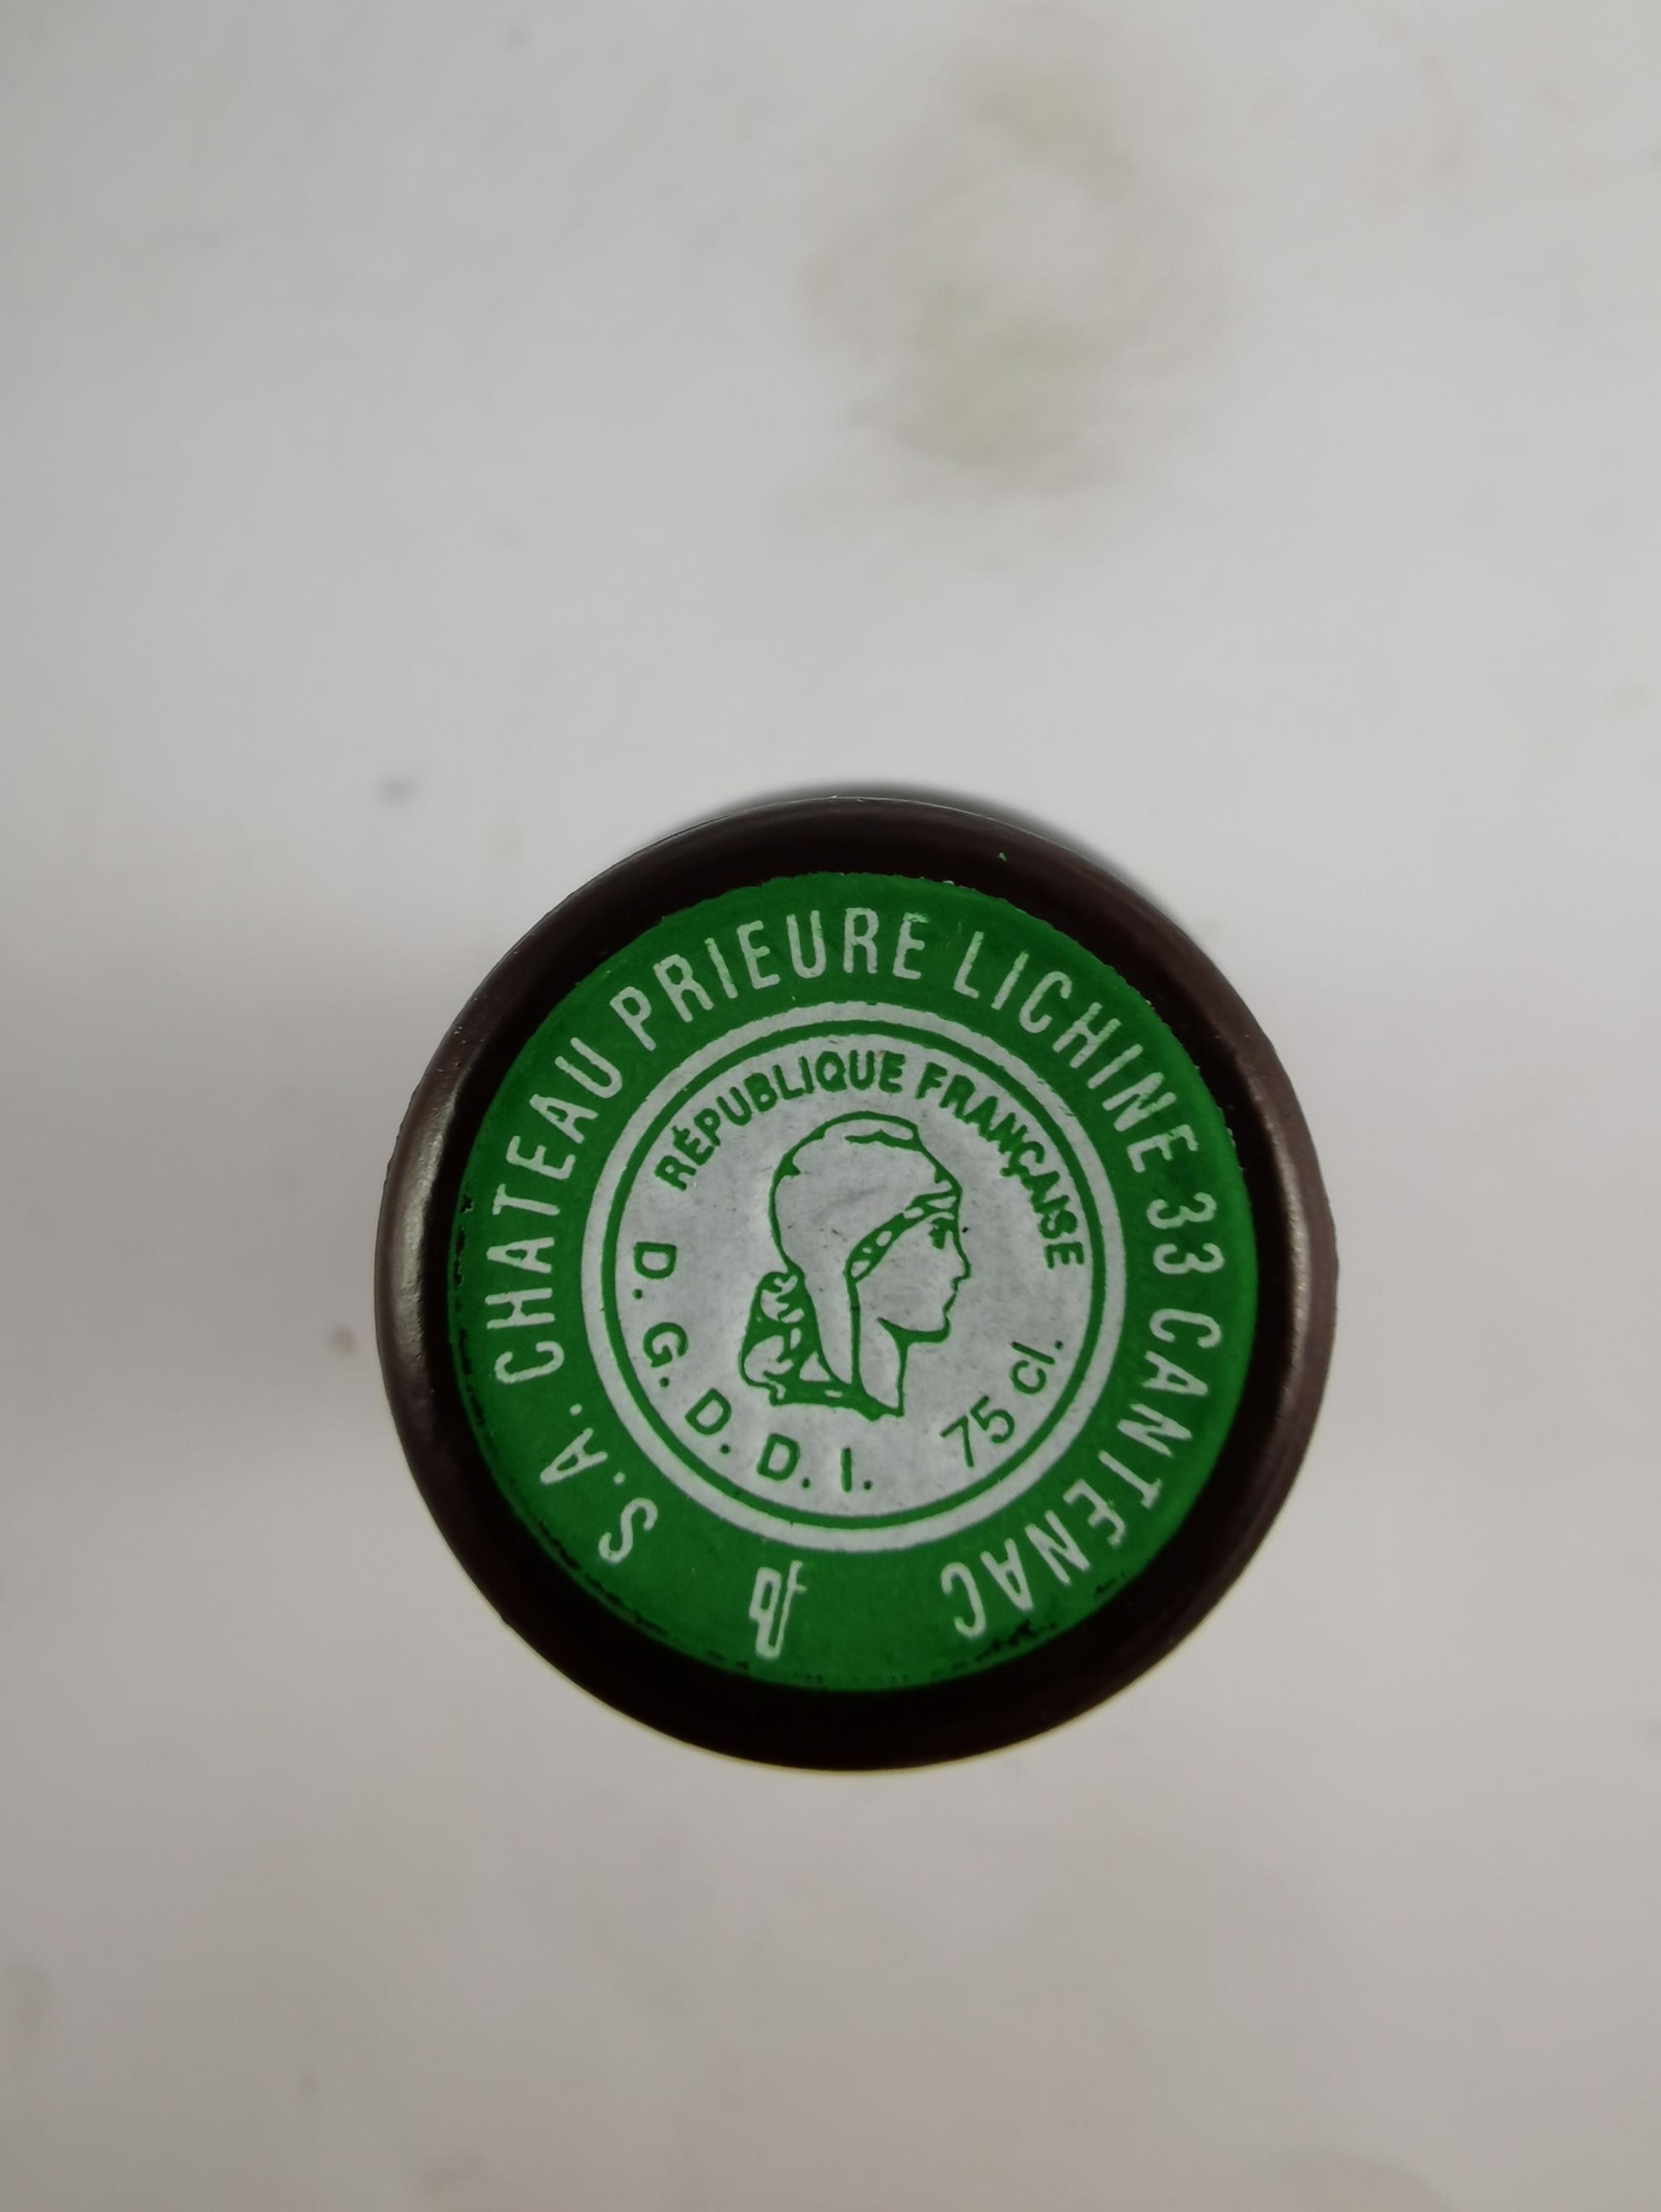 S.A. CHATEAU PRIEURE LICHINE 33 CANTENAC
RÉPUBLIQUE FRANÇAISE
D. G. D. D. I. 75 cl.